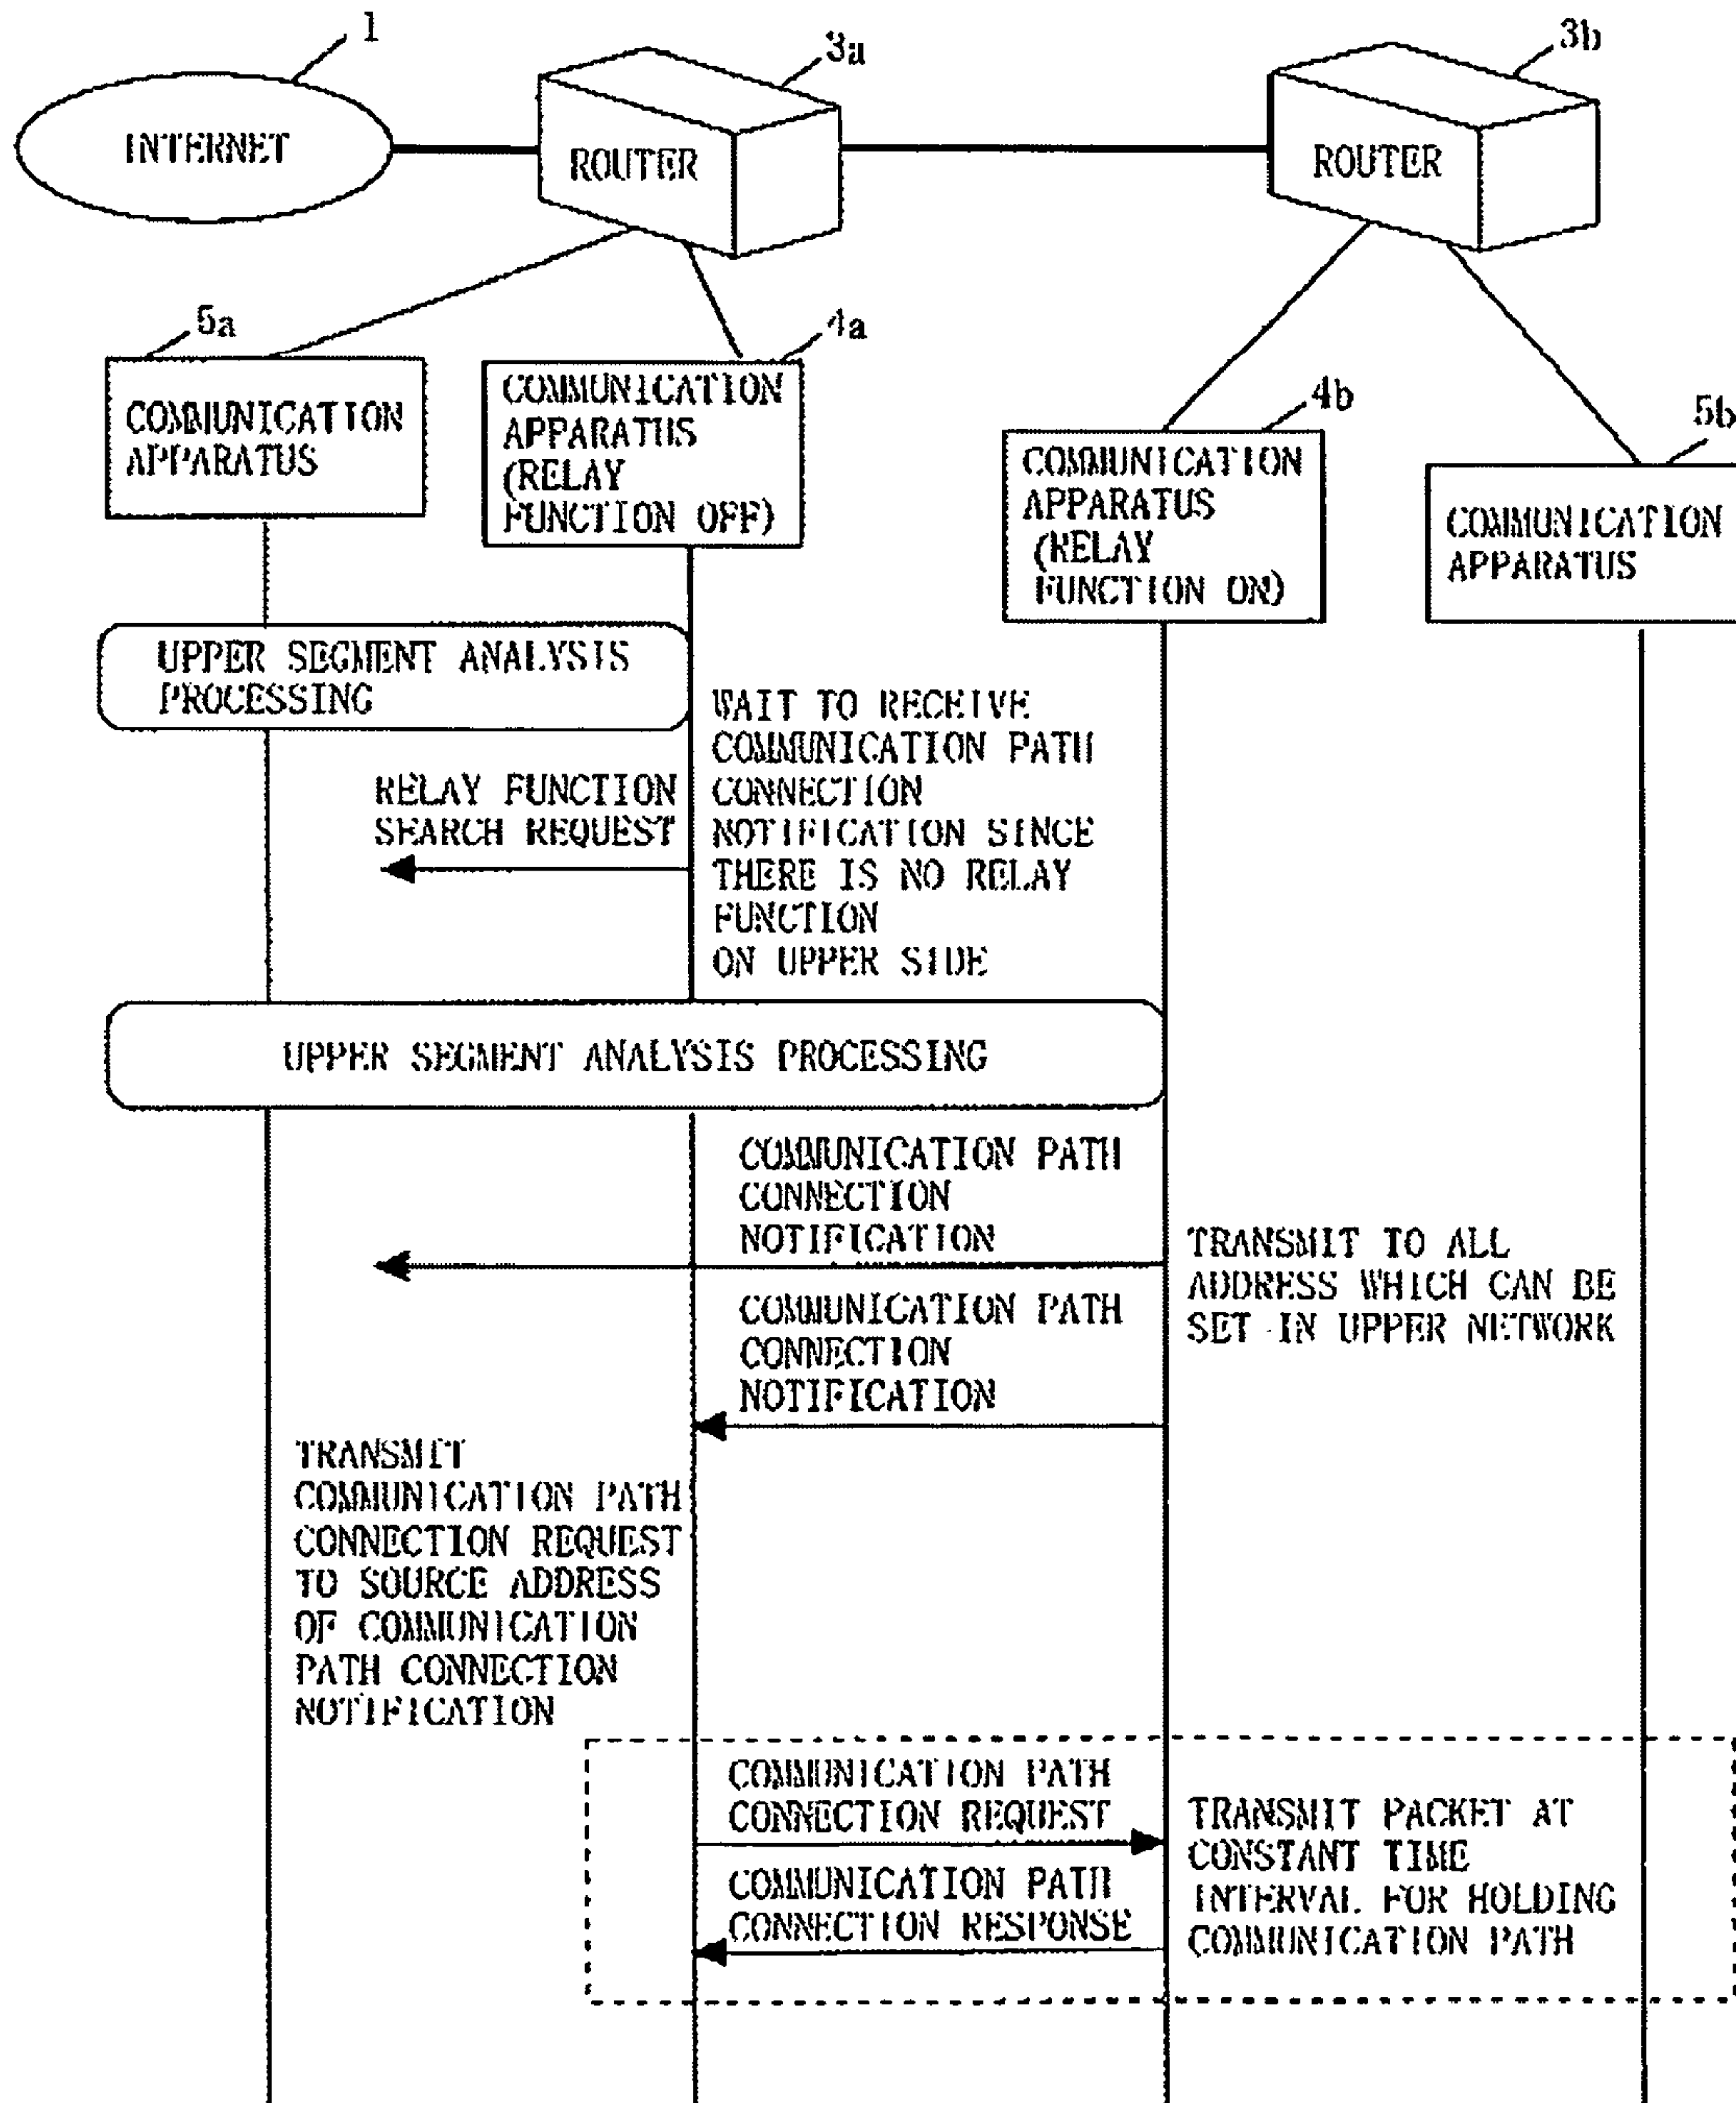 1
3a
3b
INTERNET
ROUTER
ROUTER
5a
4a
4b
5b
COMMUNICATION
APPARATUS
COMMUNICATION
APPARATUS
(RELAY
FUNCTION OFF)
COMMUNICATION
APPARATUS
(RELAY
FUNCTION ON)
COMMUNICATION
APPARATUS
UPPER SEGMENT ANALYSIS
PROCESSING
WAIT TO RECEIVE
COMMUNICATION PATH
CONNECTION
NOTIFICATION SINCE
THERE IS NO RELAY
FUNCTION
ON UPPER SIDE
RELAY FUNCTION
SEARCH REQUEST
UPPER SEGMENT ANALYSIS PROCESSING
COMMUNICATION PATH
CONNECTION
NOTIFICATION
TRANSMIT TO ALL
ADDRESS WHICH CAN BE
SET IN UPPER NETWORK
COMMUNICATION PATH
CONNECTION
NOTIFICATION
TRANSMIT
COMMUNICATION PATH
CONNECTION REQUEST
TO SOURCE ADDRESS
OF COMMUNICATION
PATH CONNECTION
NOTIFICATION
COMMUNICATION PATH
CONNECTION REQUEST
COMMUNICATION PATH
CONNECTION RESPONSE
TRANSMIT PACKET AT
CONSTANT TIME
INTERVAL FOR HOLDING
COMMUNICATION PATH